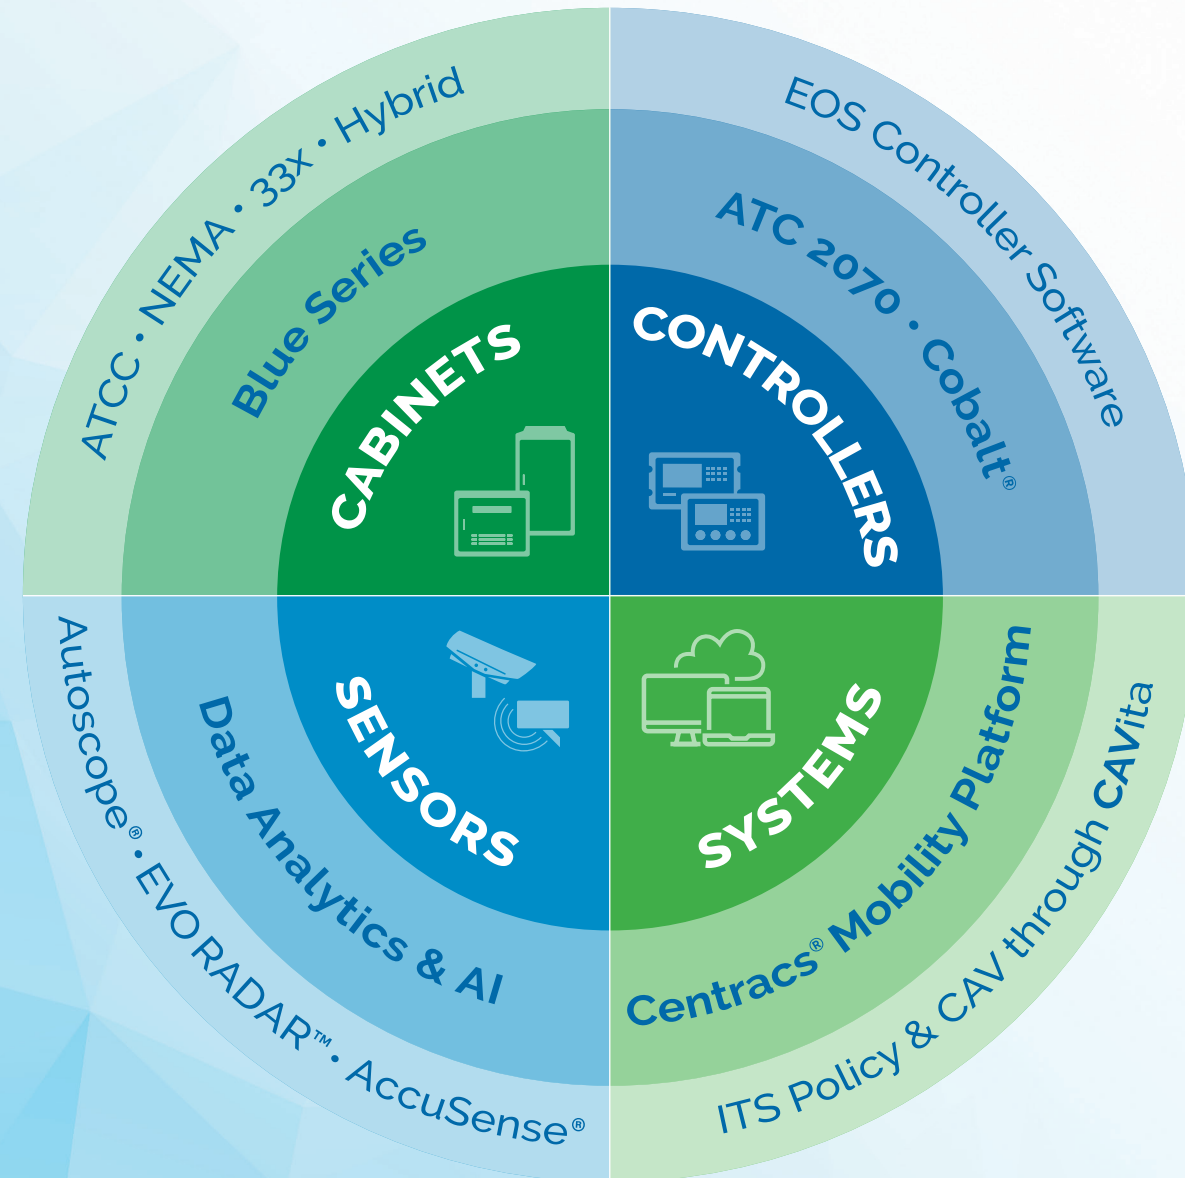 ATCC • NEMA • 33x • Hybrid
Blue Series
CABINETS
EOS Controller Software
ATC 2070 • Cobalt®
CONTROLLERS
SENSORS
Data Analytics & AI
Autoscope® • EVO RADAR™ • AccuSense®
SYSTEMS
Centracs® Mobility Platform
ITS Policy & CAV through CAVita